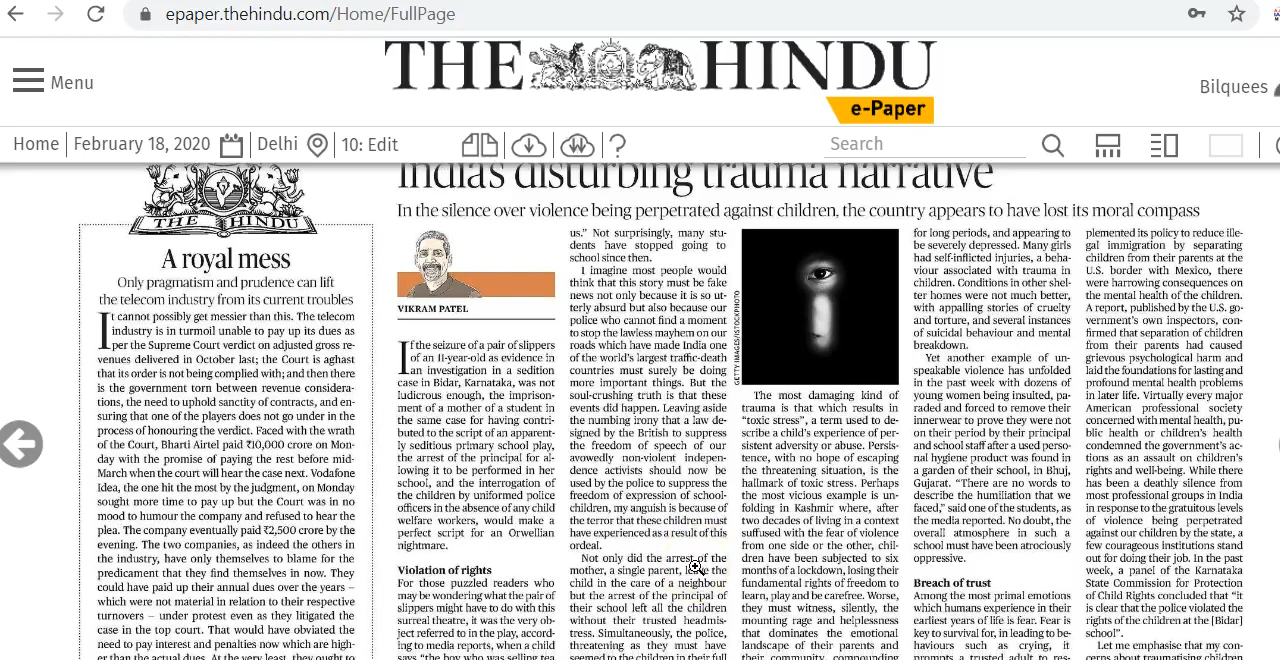 epaper.thehindu.com/Home/FullPage
Menu
THE HINDU
e-Paper
Bilquees
Home
February 18, 2020
Delhi
10: Edit
Search
THE HINDU
A royal mess
Only pragmatism and prudence can lift
the telecom industry from its current troubles
It cannot possibly get messier than this. The telecom
industry is in turmoil unable to pay up its dues as
per the Supreme Court verdict on adjusted gross re-
venues delivered in October last; the Court is aghast
that its order is not being complied with; and then there
is the government torn between revenue considera-
tions, the need to uphold sanctity of contracts, and en-
suring that one of the players does not go under in the
process of honouring the verdict. Faced with the wrath
of the Court, Bharti Airtel paid ₹10,000 crore on Mon-
day with the promise of paying the rest before mid-
March when the court will hear the case next. Vodafone
Idea, the one hit the most by the judgment, on Monday
sought more time to pay up but the Court was in no
mood to humour the company and refused to hear the
plea. The company eventually paid ₹2,500 crore by the
evening. The two companies, as indeed the others in
the industry, have only themselves to blame for the
predicament that they find themselves in now. They
could have paid up their annual dues over the years –
which were not material in relation to their respective
turnovers – under protest even as they litigated the
case in the top court. That would have obviated the
need to pay interest and penalties now which are high-
er than the actual dues. At the very least, they ought to
India's disturbing trauma narrative
In the silence over violence being perpetrated against children, the country appears to have lost its moral compass
VIKRAM PATEL
If the seizure of a pair of slippers
of an 11-year-old as evidence in
an investigation in a sedition
case in Bidar, Karnataka, was not
ludicrous enough, the imprison-
ment of a mother of a student in
the same case for having contri-
buted to the script of an apparent-
ly seditious primary school play,
the arrest of the principal for al-
lowing it to be performed in her
school, and the interrogation of
the children by uniformed police
officers in the absence of any child
welfare workers, would make a
perfect script for an Orwellian
nightmare.
Violation of rights
For those puzzled readers who
may be wondering what the pair of
slippers might have to do with this
surreal theatre, it was the very ob-
ject referred to in the play, accord-
ing to media reports, when a child
says “the boy who was selling tea
us.” Not surprisingly, many stu-
dents have stopped going to
school since then.
I imagine most people would
think that this story must be fake
news not only because it is so ut-
terly absurd but also because our
police who cannot find a moment
to stop the lawless mayhem on our
roads which have made India one
of the world's largest traffic-death
countries must surely be doing
more important things. But the
soul-crushing truth is that these
events did happen. Leaving aside
the numbing irony that a law de-
signed by the British to suppress
the freedom of speech of our
avowedly non-violent indepen-
dence activists should now be
used by the police to suppress the
freedom of expression of school-
children, my anguish is because of
the terror that these children must
have experienced as a result of this
ordeal.
Not only did the arrest of the
mother, a single parent, the
child in the care of a neighbour
but the arrest of the principal of
their school left all the children
without their trusted headmis-
tress. Simultaneously, the police,
threatening as they must have
seemed to the children in their full
GETTY IMAGES/ISTOCKPHOTO
The most damaging kind of
trauma is that which results in
“toxic stress”, a term used to de-
scribe a child's experience of per-
sistent adversity or abuse. Persis-
tence, with no hope of escaping
the threatening situation, is the
hallmark of toxic stress. Perhaps
the most vicious example is un-
folding in Kashmir where, after
two decades of living in a context
suffused with the fear of violence
from one side or the other, chil-
dren have been subjected to six
months of a lockdown, losing their
fundamental rights of freedom to
learn, play and be carefree. Worse,
they must witness, silently, the
mounting rage and helplessness
that dominates the emotional
landscape of their parents and
their community, compounding
for long periods, and appearing to
be severely depressed. Many girls
had self-inflicted injuries, a beha-
viour associated with trauma in
children. Conditions in other shel-
ter homes were not much better,
with appalling stories of cruelty
and torture, and several instances
of suicidal behaviour and mental
breakdown.
Yet another example of un-
speakable violence has unfolded
in the past week with dozens of
young women being insulted, pa-
raded and forced to remove their
innerwear to prove they were not
on their period by their principal
and school staff after a used perso-
nal hygiene product was found in
a garden of their school, in Bhuj,
Gujarat. “There are no words to
describe the humiliation that we
faced,” said one of the students, as
the media reported. No doubt, the
overall atmosphere in such a
school must have been atrociously
oppressive.
Breach of trust
Among the most primal emotions
which humans experience in their
earliest years of life is fear. Fear is
key to survival for, in leading to be-
haviours such as crying, it
prompts a trusted adult to res-
plemented its policy to reduce ille-
gal immigration by separating
children from their parents at the
U.S. border with Mexico, there
were harrowing consequences on
the mental health of the children.
A report, published by the U.S. go-
vernment's own inspectors, con-
firmed that separation of children
from their parents had caused
grievous psychological harm and
laid the foundations for lasting and
profound mental health problems
in later life. Virtually every major
American professional society
concerned with mental health, pu-
blic health or children's health
condemned the government's ac-
tions as an assault on children's
rights and well-being. While there
has been a deathly silence from
most professional groups in India
in response to the gratuitous levels
of violence being perpetrated
against children by the state, a
few courageous institutions stand
out for doing their job. In the past
week, a panel of the Karnataka
State Commission for Protection
of Child Rights concluded that “it
is clear that the police violated the
rights of the children at the [Bidar]
school”.
Let me emphasise that my con-
cerns about traumatising children